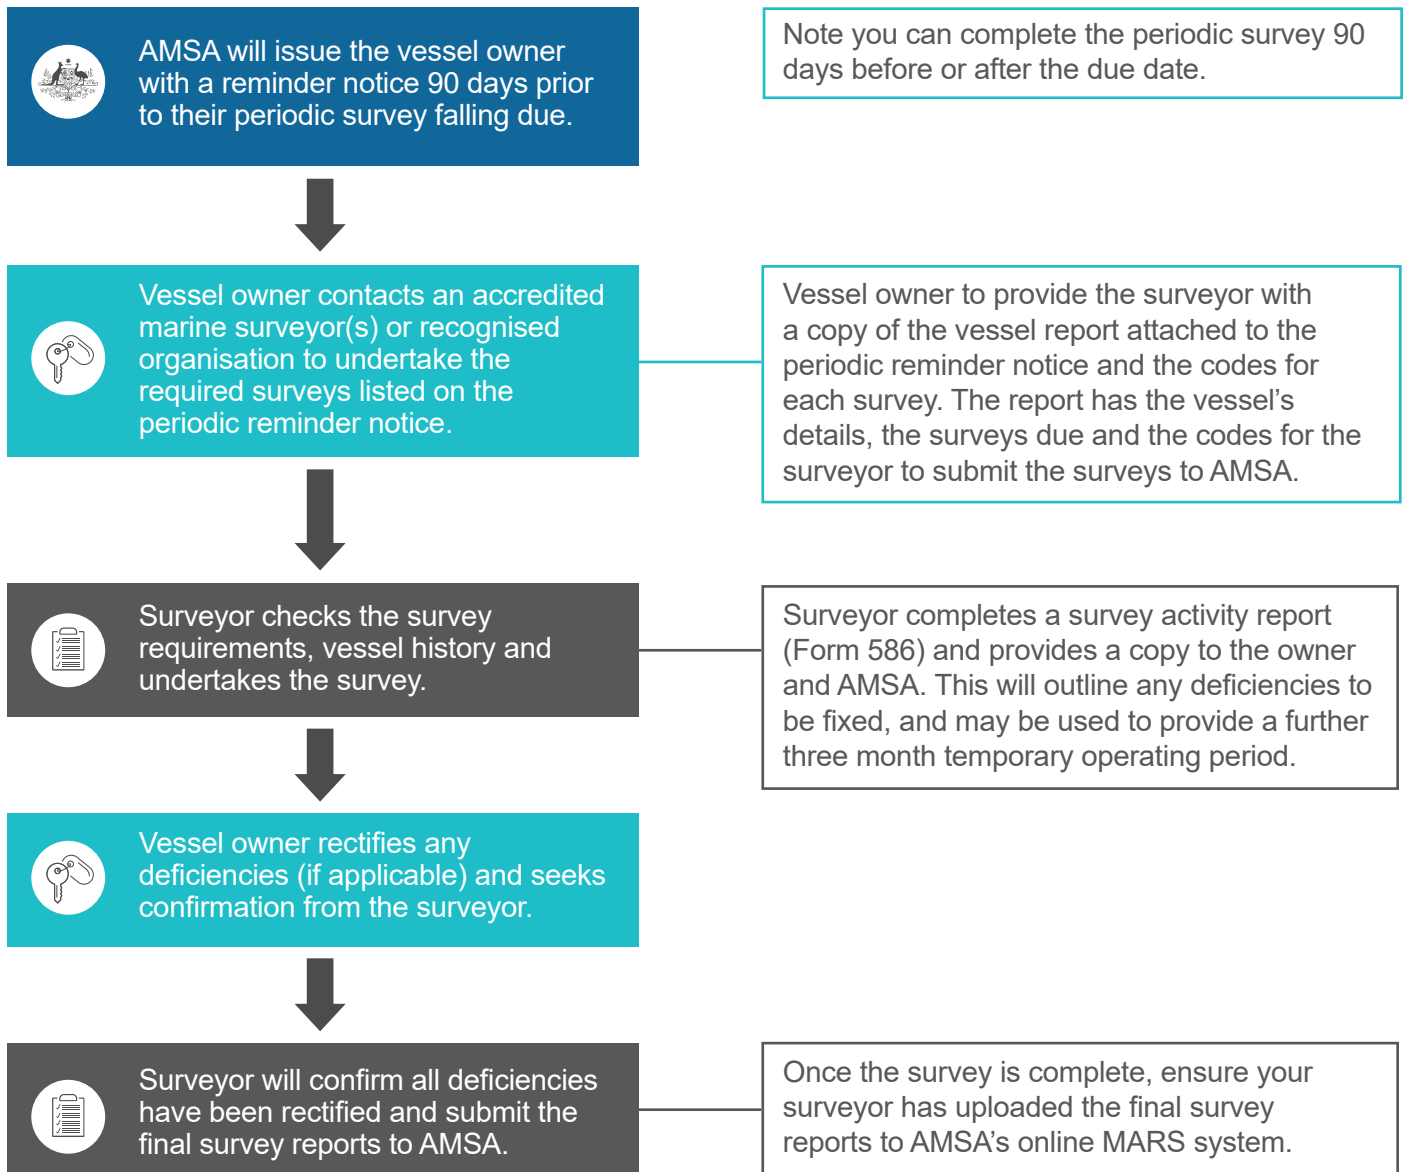 AMSA will issue the vessel owner
with a reminder notice 90 days prior
to their periodic survey falling due.
Note you can complete the periodic survey 90
days before or after the due date.
Vessel owner contacts an accredited
marine surveyor(s) or recognised
organisation to undertake the
required surveys listed on the
periodic reminder notice.
Vessel owner to provide the surveyor with
a copy of the vessel report attached to the
periodic reminder notice and the codes for
each survey. The report has the vessel's
details, the surveys due and the codes for the
surveyor to submit the surveys to AMSA.
Surveyor checks the survey
requirements, vessel history and
undertakes the survey.
Surveyor completes a survey activity report
(Form 586) and provides a copy to the owner
and AMSA. This will outline any deficiencies to
be fixed, and may be used to provide a further
three month temporary operating period.
Vessel owner rectifies any
deficiencies (if applicable) and seeks
confirmation from the surveyor.
Surveyor will confirm all deficiencies
have been rectified and submit the
final survey reports to AMSA.
Once the survey is complete, ensure your
surveyor has uploaded the final survey
reports to AMSA's online MARS system.